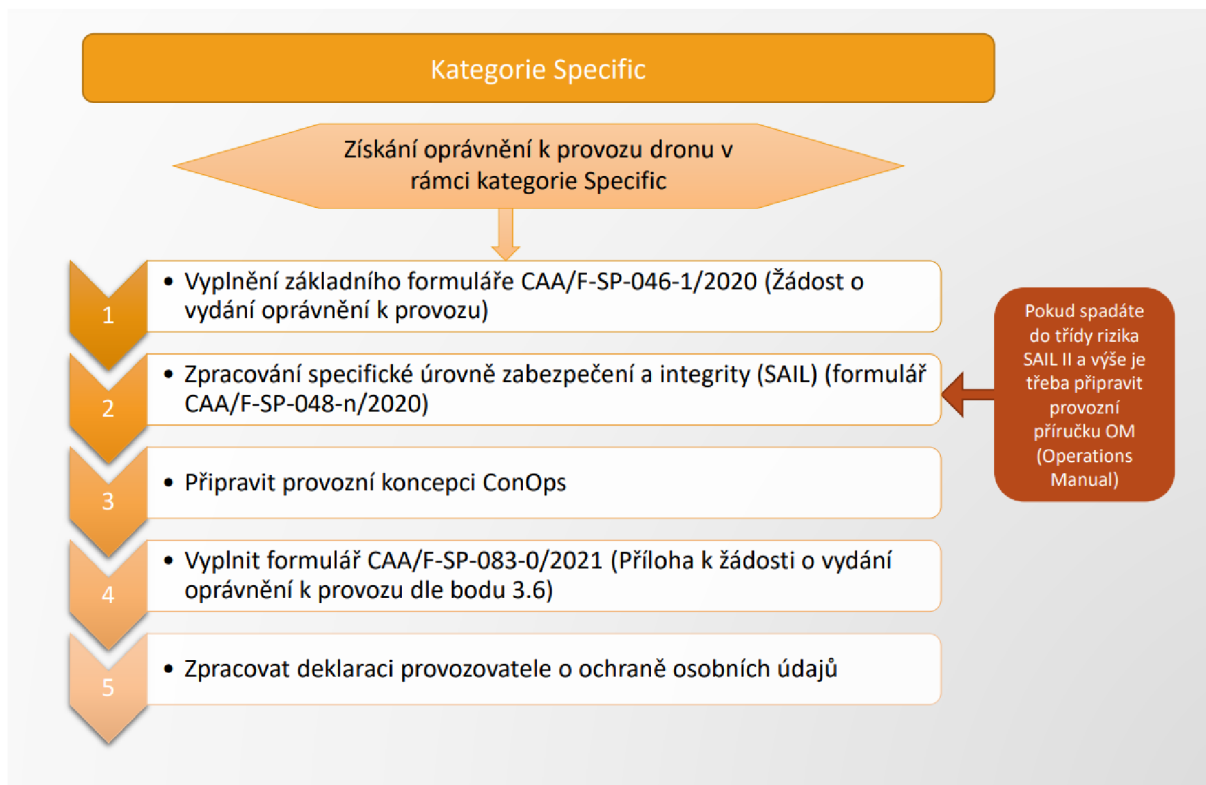 Kategorie Specific
Získání oprávnění k provozu dronu v
rámci kategorie Specific
1
• Vyplnění základního formuláře CAA/F-SP-046-1/2020 (Žádost o
vydání oprávnění k provozu)
2
• Zpracování specifické úrovně zabezpečení a integrity (SAIL) (formulář
CAA/F-SP-048-n/2020)
Pokud spadáte
do třídy rizika
SAIL II a výše je
třeba připravit
provozní
příručku OM
(Operations
Manual)
3
• Připravit provozní koncepci ConOps
4
• Vyplnit formulář CAA/F-SP-083-0/2021 (Příloha k žádosti o vydání
oprávnění k provozu dle bodu 3.6)
5
• Zpracovat deklaraci provozovatele o ochraně osobních údajů